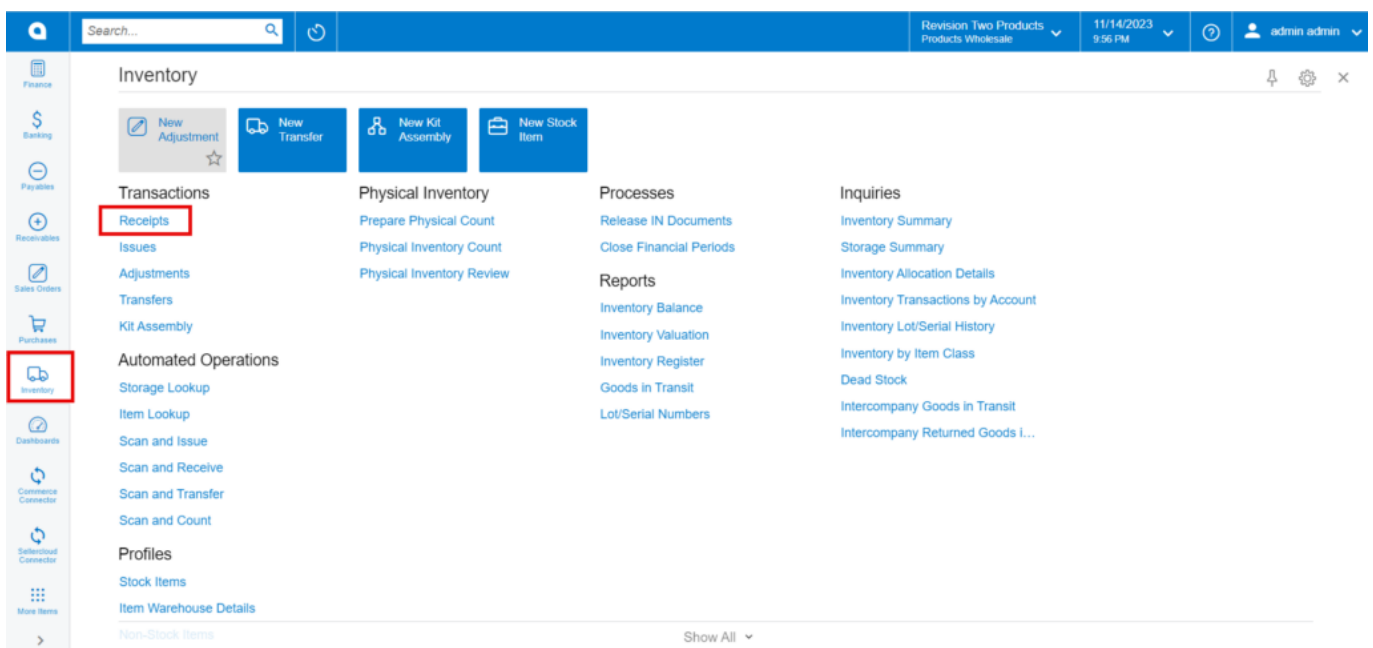 Search...
Revision Two Products
Products Wholesale
11/14/2023
9:56 PM
admin admin
Finance
Banking
Payables
Receivables
Sales Orders
Purchases
Inventory
Dashboards
Commerce
Connector
Sellercloud
Connector
More Items
Inventory
New
Adjustment
New
Transfer
New Kit
Assembly
New Stock
Item
Transactions
Receipts
Issues
Adjustments
Transfers
Kit Assembly
Automated Operations
Storage Lookup
Item Lookup
Scan and Issue
Scan and Receive
Scan and Transfer
Scan and Count
Profiles
Stock Items
Item Warehouse Details
Non-Stock Items
Physical Inventory
Prepare Physical Count
Physical Inventory Count
Physical Inventory Review
Processes
Release IN Documents
Close Financial Periods
Reports
Inventory Balance
Inventory Valuation
Inventory Register
Goods in Transit
Lot/Serial Numbers
Inquiries
Inventory Summary
Storage Summary
Inventory Allocation Details
Inventory Transactions by Account
Inventory Lot/Serial History
Inventory by Item Class
Dead Stock
Intercompany Goods in Transit
Intercompany Returned Goods i...
Show All